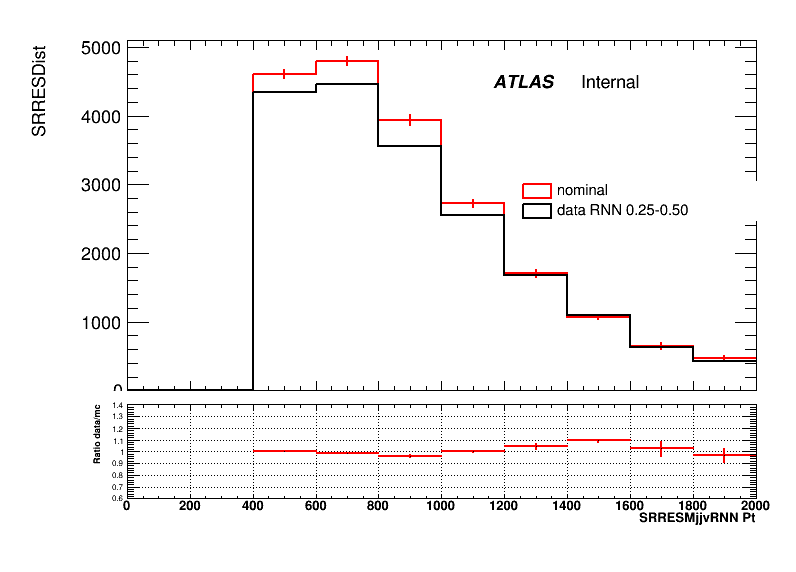 SRRESDist
5000
4000
3000
2000
1000
0
ATLAS Internal
nominal
data RNN 0.25-0.50
Ratio data/mc
1.4
1.3
1.2
1.1
1
0.9
0.8
0.7
0.6
0 200 400 600 800 1000 1200 1400 1600 1800 2000
SRRESMjjvRNN Pt